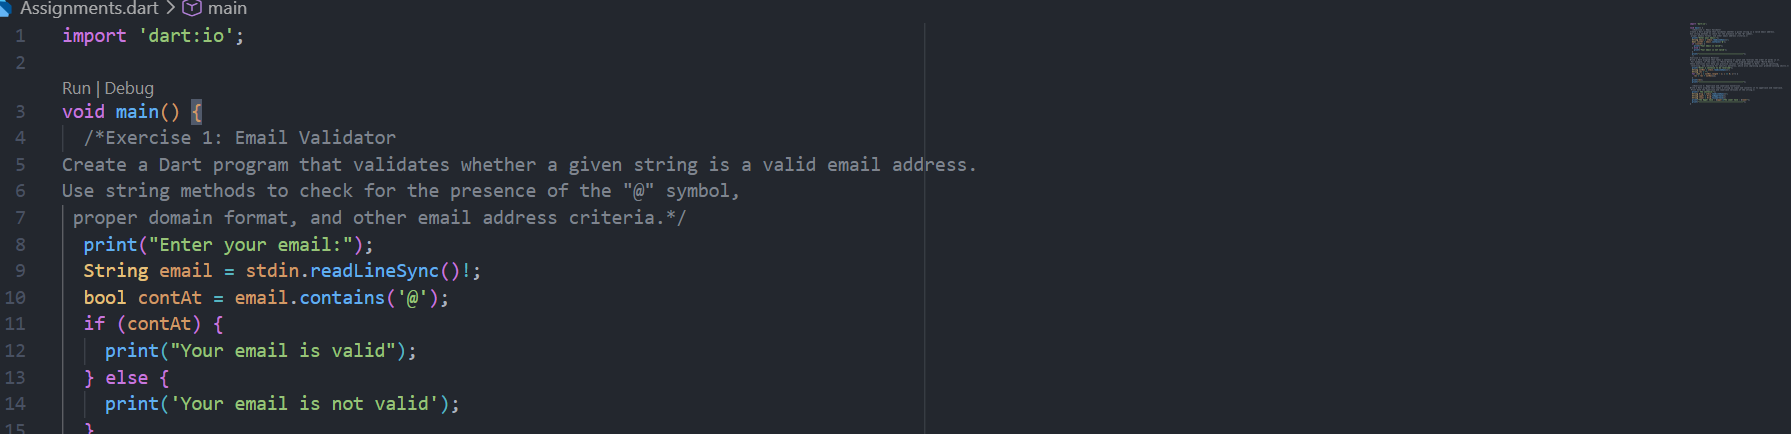 Assignments.dart > main
1 import 'dart:io';
2
Run | Debug
3 void main() {
4 /*Exercise 1: Email Validator
5 Create a Dart program that validates whether a given string is a valid email address.
6 Use string methods to check for the presence of the "@" symbol,
7 proper domain format, and other email address criteria.*/
8 print("Enter your email:");
9 String email = stdin.readLineSync()!;
10 bool contAt = email.contains('@');
11 if (contAt) {
12 print("Your email is valid");
13 } else {
14 print('Your email is not valid');
15 }